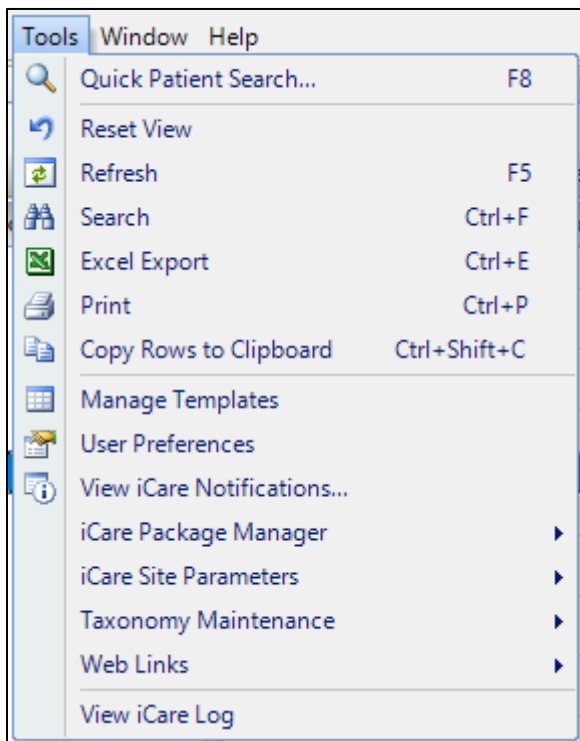 Tools Window Help
Quick Patient Search... F8
Reset View
Refresh F5
Search Ctrl+F
Excel Export Ctrl+E
Print Ctrl+P
Copy Rows to Clipboard Ctrl+Shift+C
Manage Templates
User Preferences
View iCare Notifications...
iCare Package Manager
iCare Site Parameters
Taxonomy Maintenance
Web Links
View iCare Log